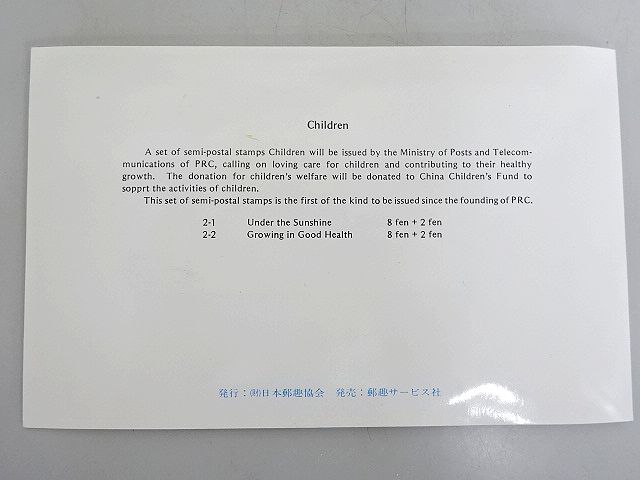 Children
A set of semi-postal stamps Children will be issued by the Ministry of Posts and Telecom-
munications of PRC, calling on loving care for children and contributing to their healthy
growth. The donation for children's welfare will be donated to China Children's Fund to
sopprt the activities of children.
This set of semi-postal stamps is the first of the kind to be issued since the founding of PRC.
2-1 Under the Sunshine 8 fen + 2 fen
2-2 Growing in Good Health 8 fen + 2 fen
発行：㈶日本郵趣協会 発売：郵趣サービス社